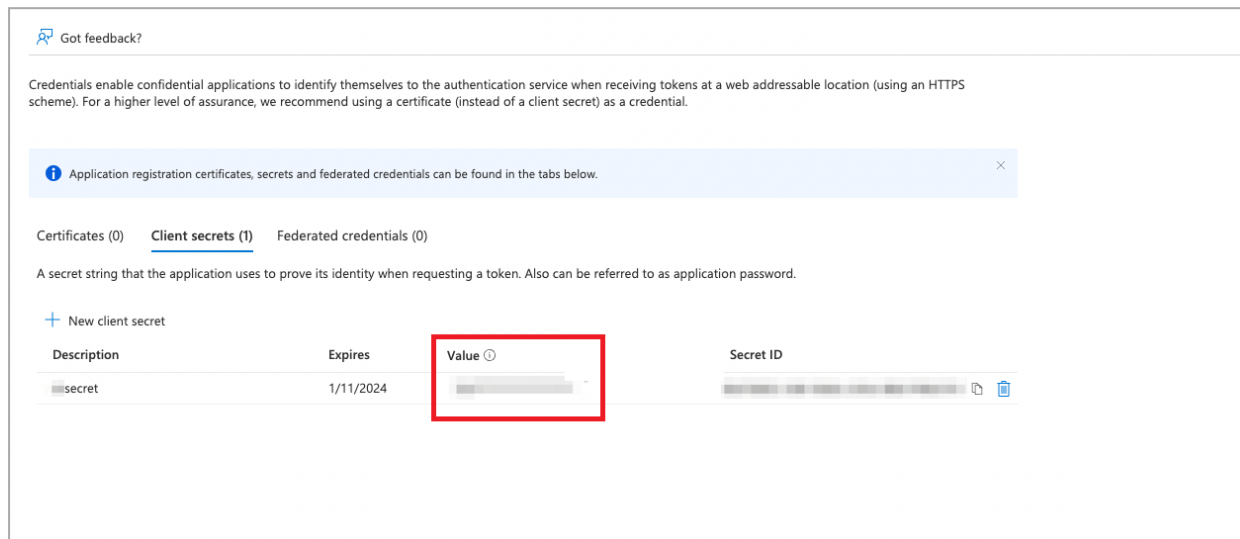 Got feedback?
Credentials enable confidential applications to identify themselves to the authentication service when receiving tokens at a web addressable location (using an HTTPS
scheme). For a higher level of assurance, we recommend using a certificate (instead of a client secret) as a credential.
Application registration certificates, secrets and federated credentials can be found in the tabs below.
Certificates (0) Client secrets (1) Federated credentials (0)
A secret string that the application uses to prove its identity when requesting a token. Also can be referred to as application password.
New client secret
Description Expires Value Secret ID
secret 1/11/2024